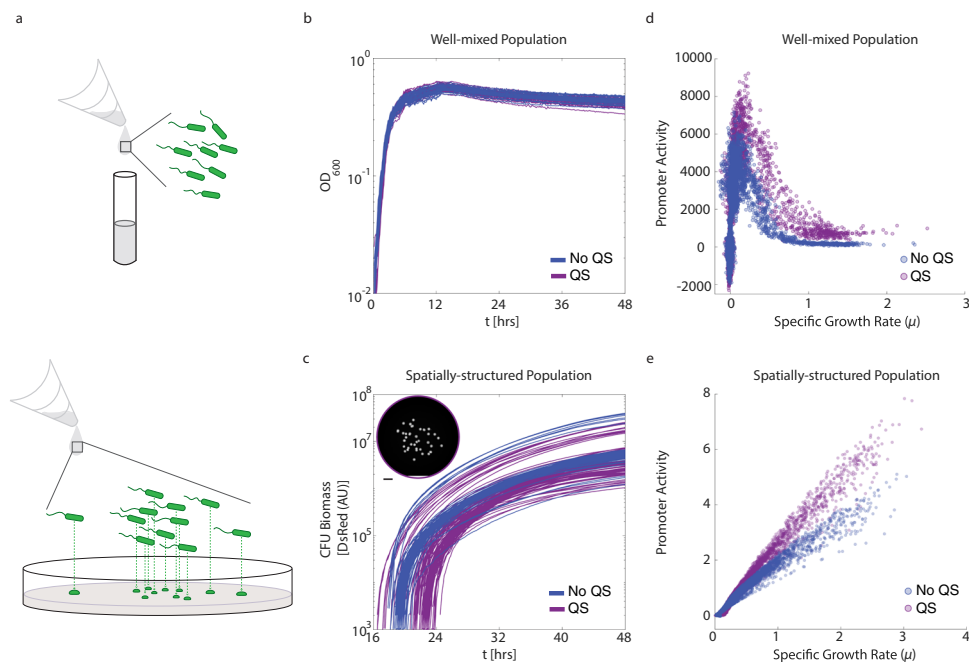 a
b
Well-mixed Population
10^0
10^-1
10^-2
OD600
0
12
24
36
48
t [hrs]
No QS
QS
d
Well-mixed Population
10000
8000
6000
4000
2000
0
-2000
Promoter Activity
0
1
2
3
Specific Growth Rate (μ)
No QS
QS
c
Spatially-structured Population
10^8
10^7
10^6
10^5
10^3
CFU Biomass
[DsRed (AU)]
16
24
32
40
48
t [hrs]
No QS
QS
e
Spatially-structured Population
8
6
4
2
0
Promoter Activity
0
1
2
3
4
Specific Growth Rate (μ)
No QS
QS